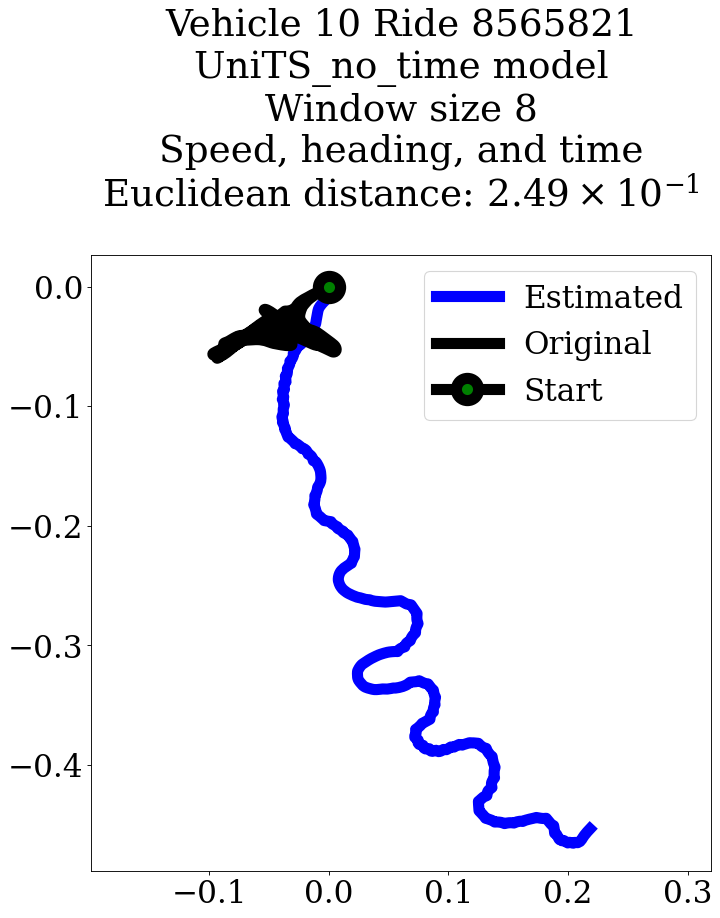 Vehicle 10 Ride 8565821
UniTS_no_time model
Window size 8
Speed, heading, and time
Euclidean distance: 2.49 × 10⁻¹
Estimated
Original
Start
0.0
−0.1
−0.2
−0.3
−0.4
−0.1 0.0 0.1 0.2 0.3